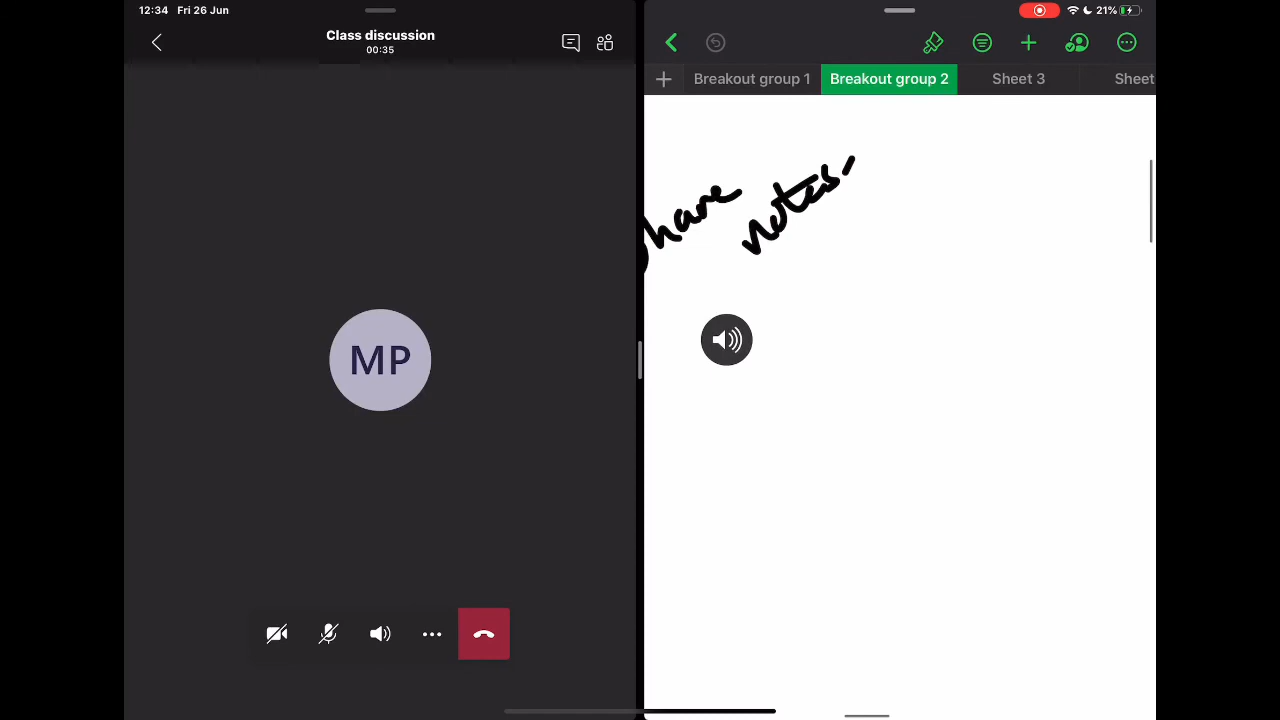 12:34 Fri 26 Jun
Class discussion
00:35
MP
21%
Breakout group 1
Breakout group 2
Sheet 3
Sheet
share notes-